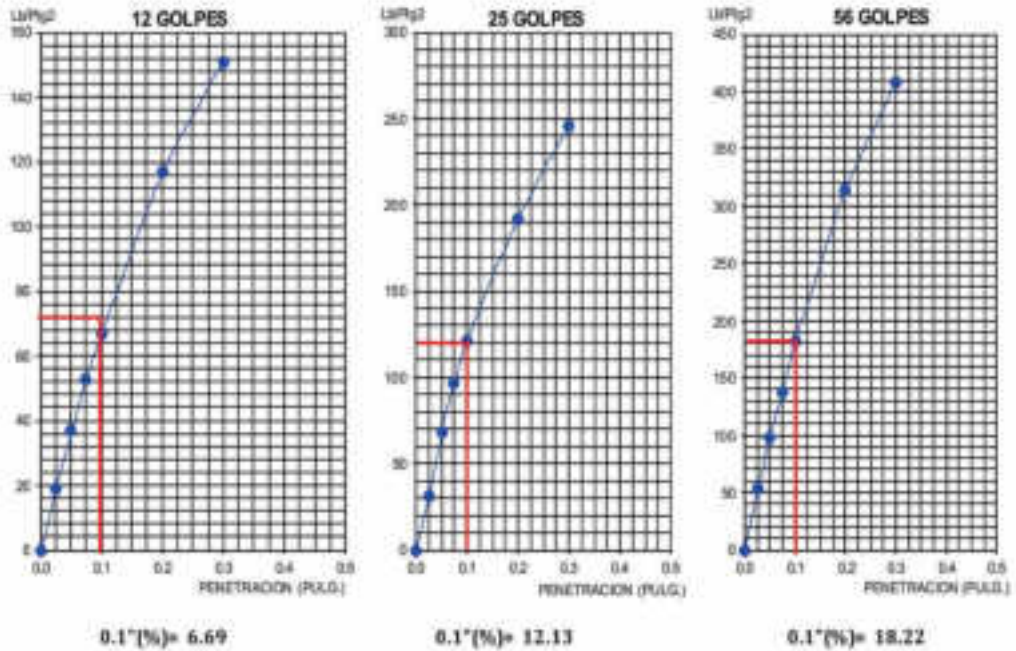 Lb/Plg2
12 GOLPES
160
140
120
100
80
60
40
20
0
0.0 0.1 0.2 0.3 0.4 0.5
PENETRACION (PULG.)
0.1"(%)= 6.69
Lb/Plg2
25 GOLPES
300
250
200
150
100
50
0
0.0 0.1 0.2 0.3 0.4 0.5
PENETRACION (PULG.)
0.1"(%)= 12.13
Lb/Plg2
56 GOLPES
450
400
350
300
250
200
150
100
50
0
0.0 0.1 0.2 0.3 0.4 0.5
PENETRACION (PULG.)
0.1"(%)= 18.22